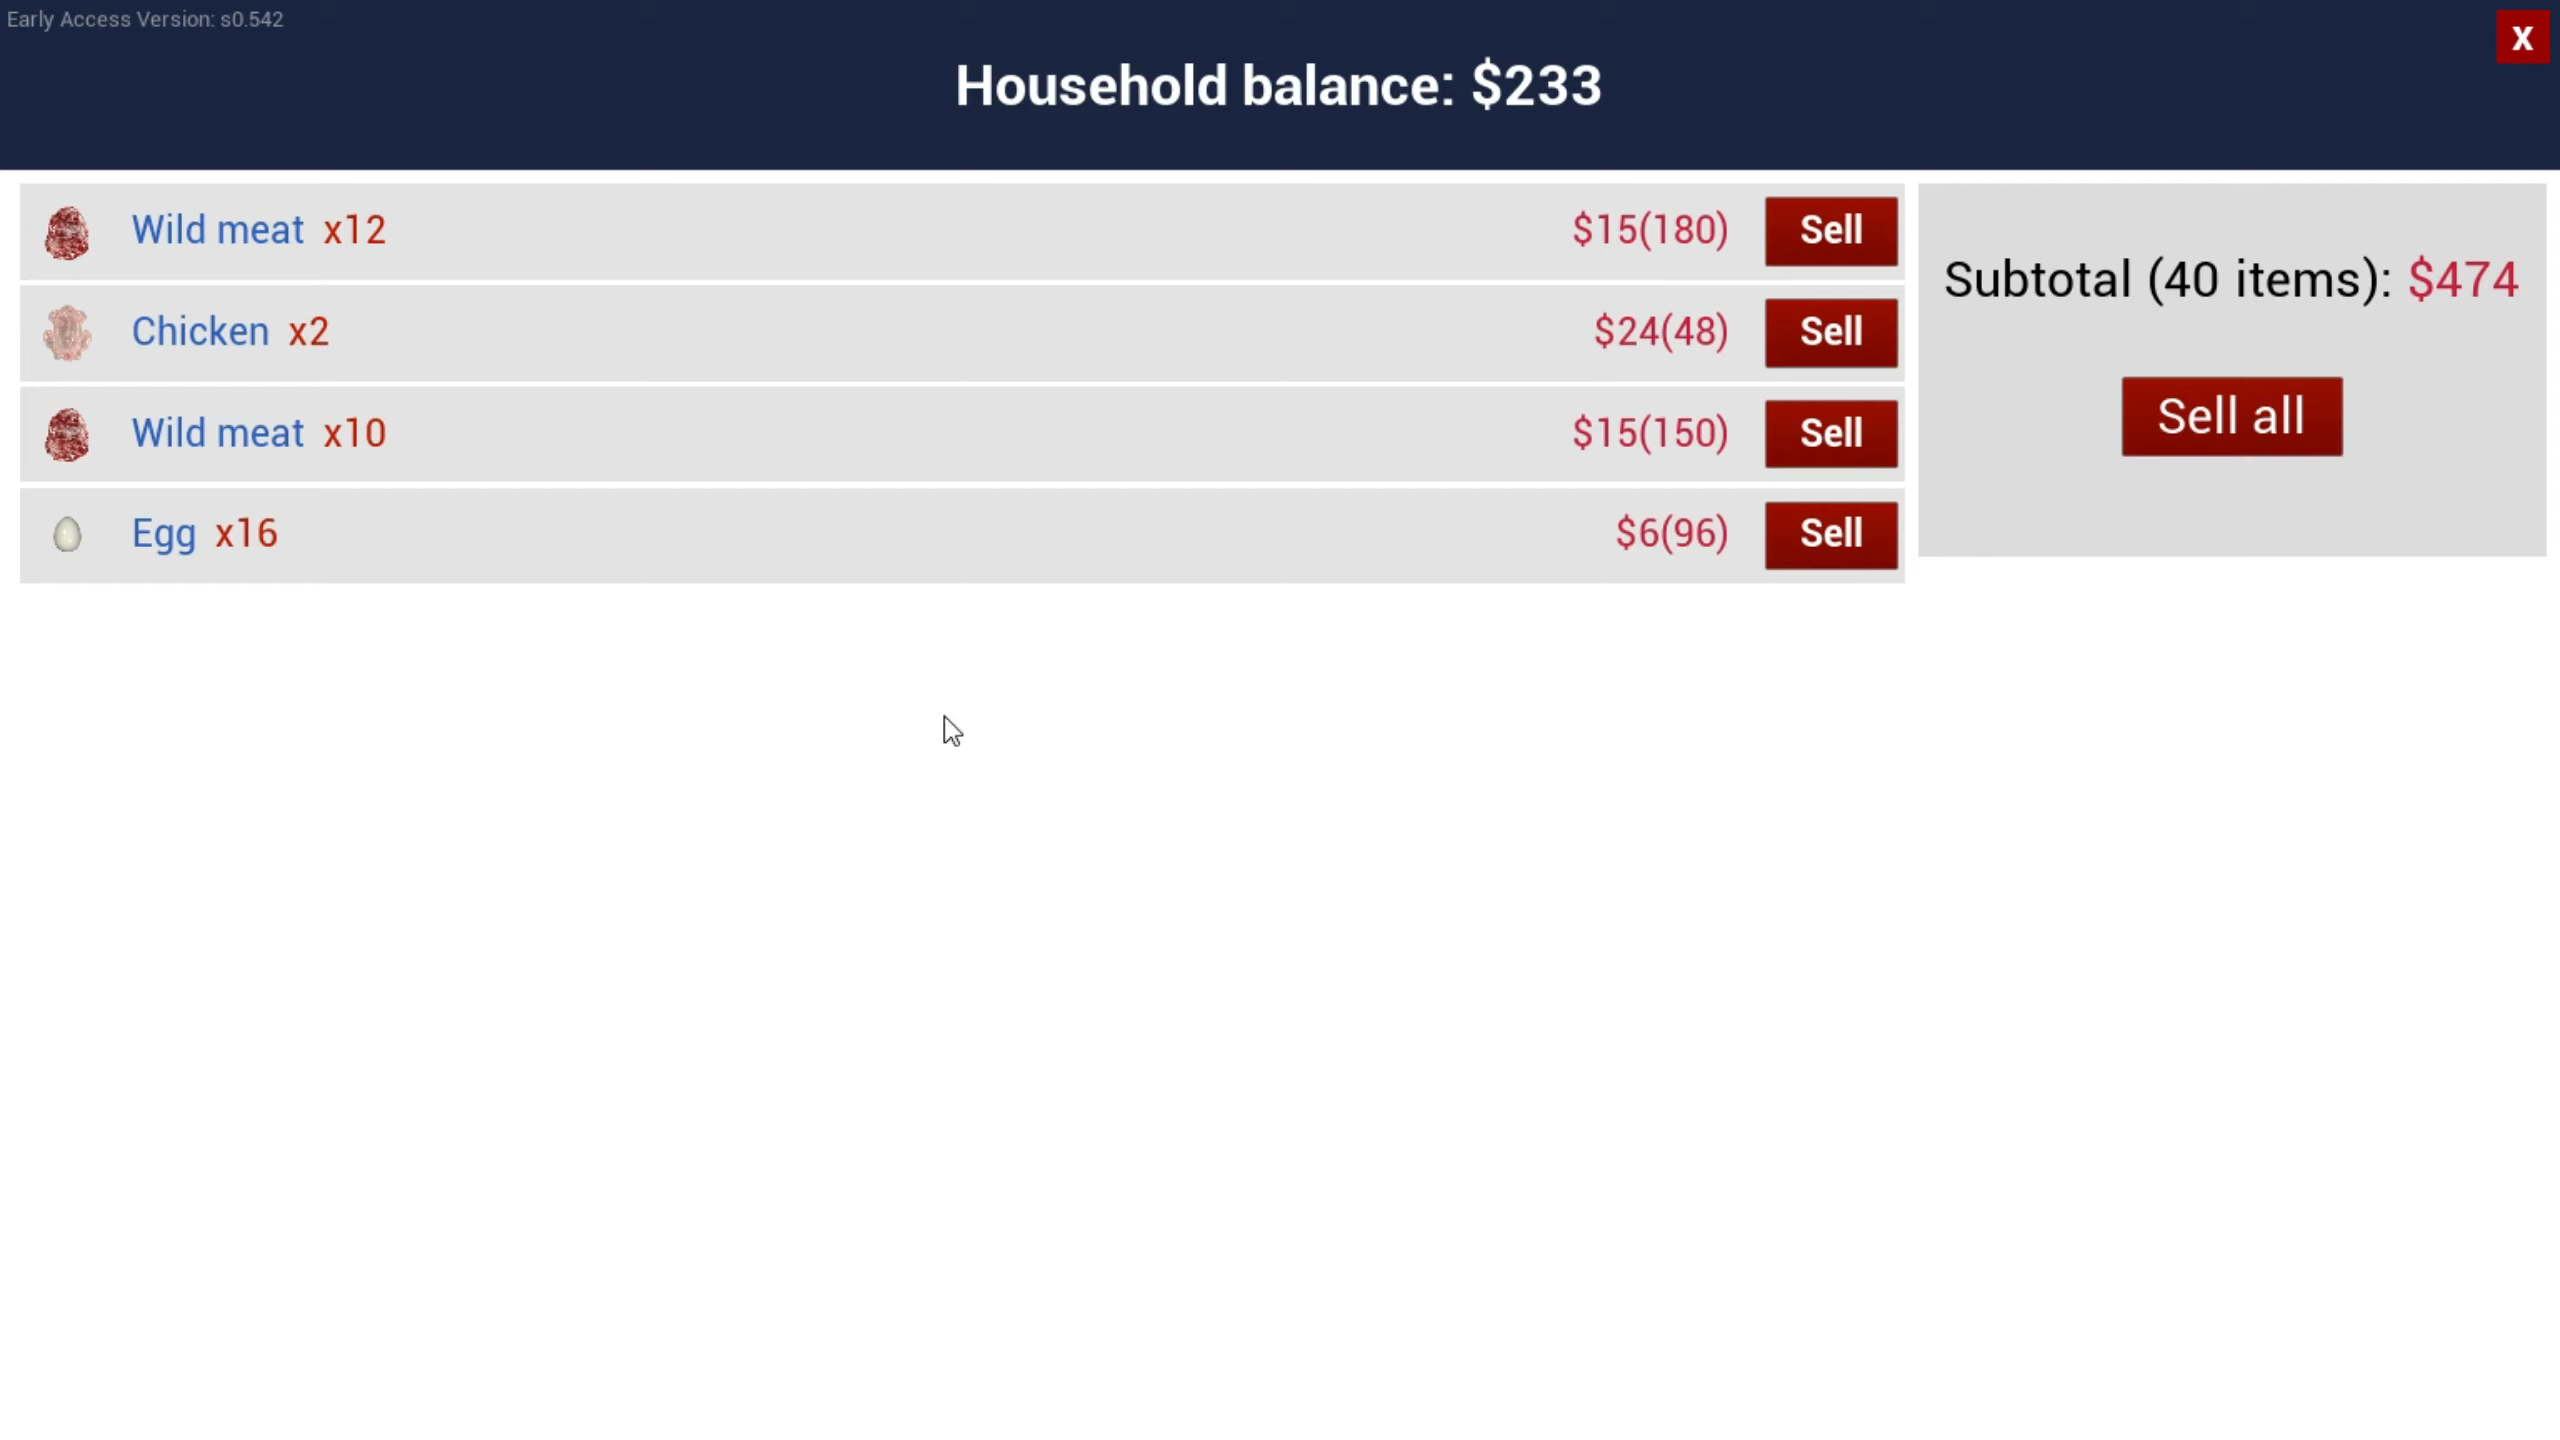 Early Access Version: s0.542
X
Household balance: $233
Wild meat x12 $15(180) Sell
Chicken x2 $24(48) Sell
Wild meat x10 $15(150) Sell
Egg x16 $6(96) Sell
Subtotal (40 items): $474
Sell all